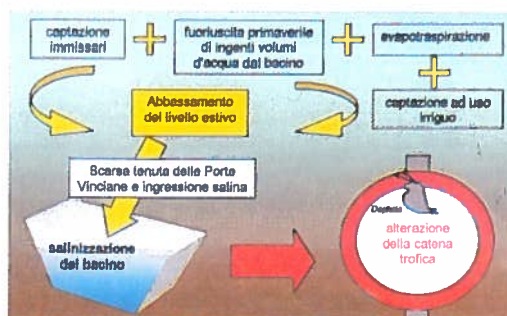 captazione
immissari
fuoriuscita primaverile
di ingenti volumi
d'acqua dal bacino
evapotraspirazione
captazione ad uso
irriguo
Abbassamento
del livello estivo
Scarsa tenuta delle Porte
Vinciane e ingressione salina
salinizzazione
del bacino
Daphnia
alterazione
della catena
trofica